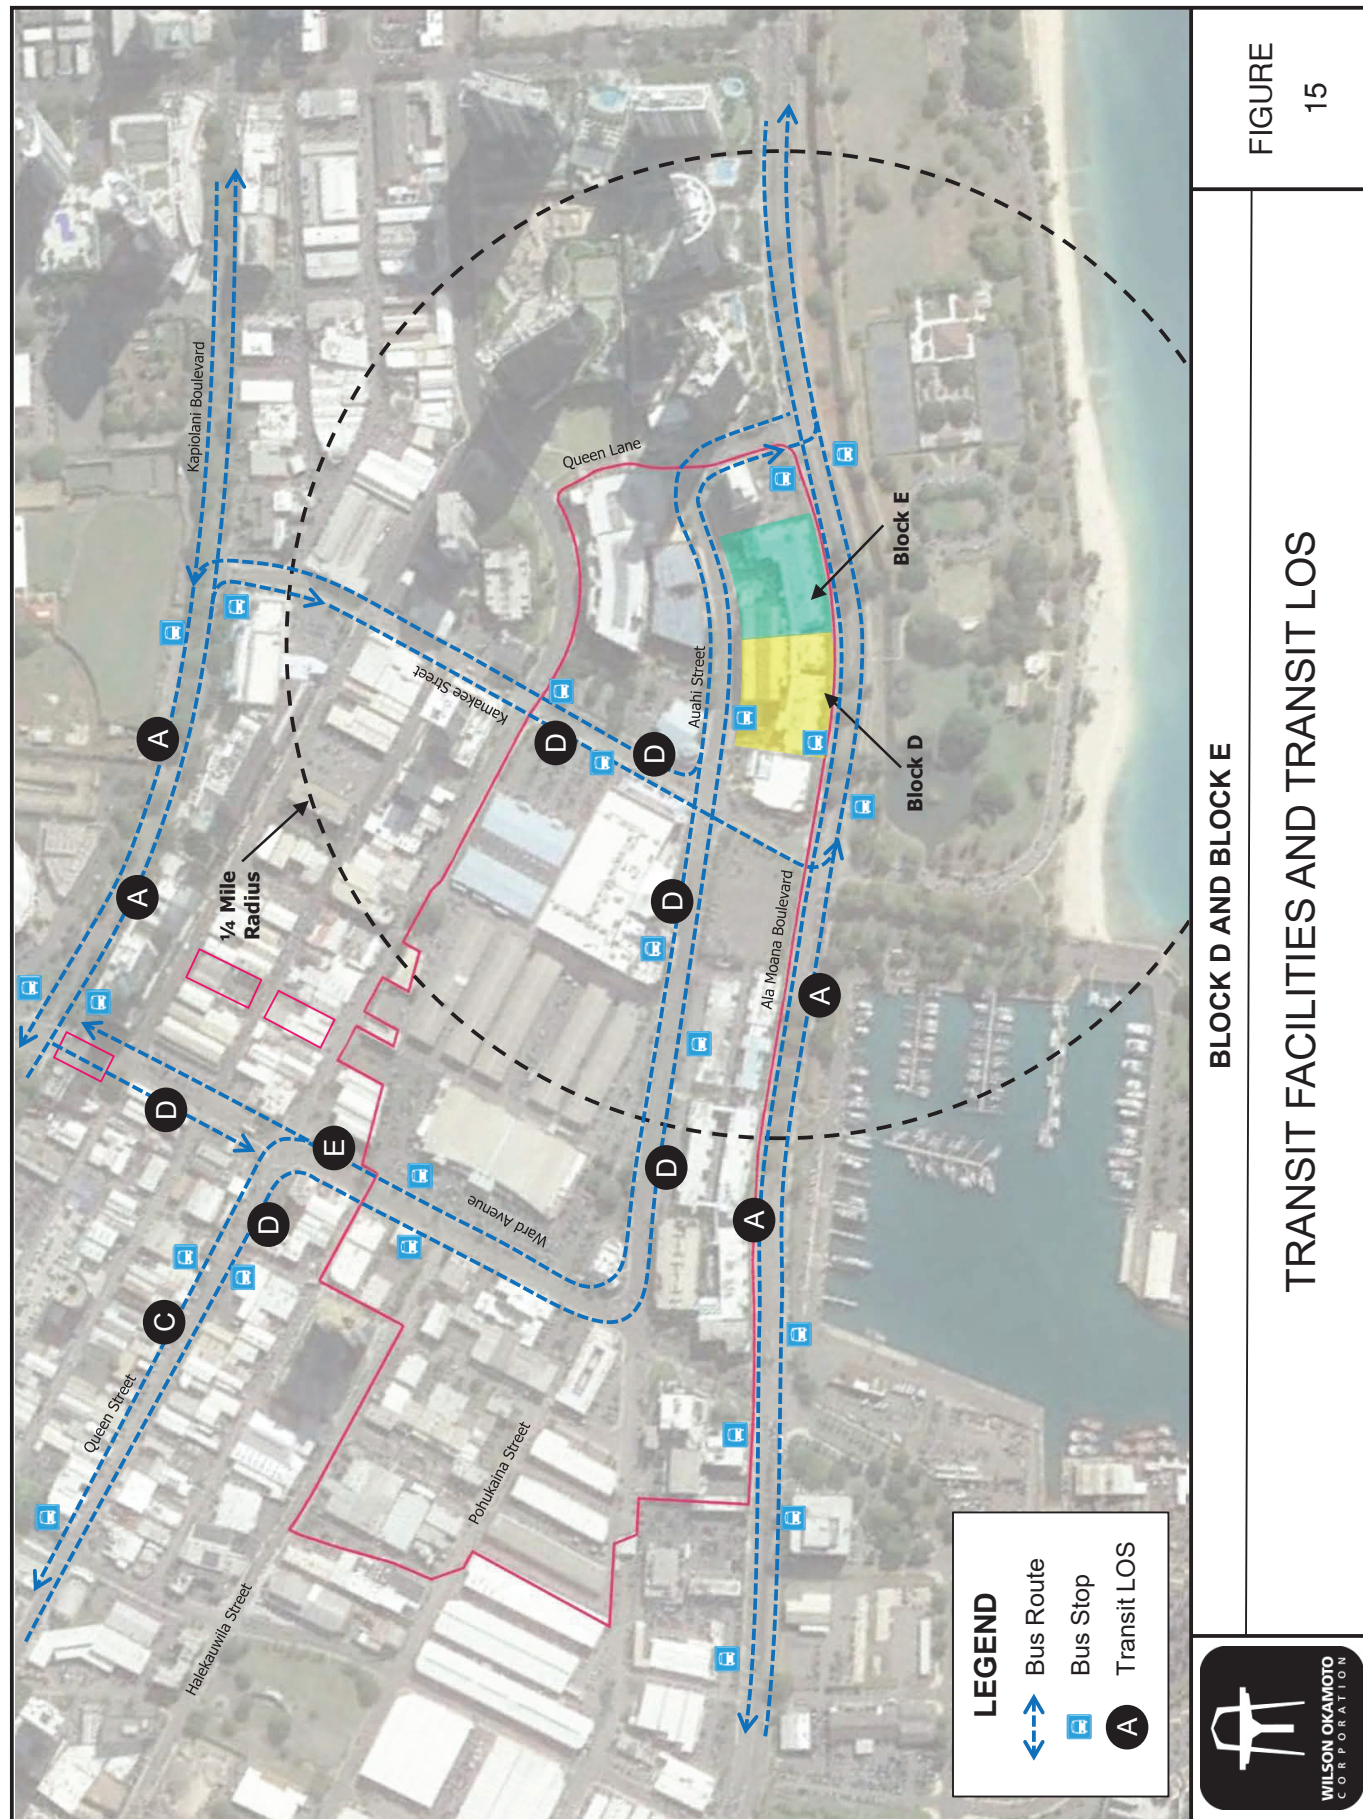 Kapiolani Boulevard
Queen Lane
Kamakee Street
Auahi Street
Block E
Block D
1/4 Mile
Radius
Ala Moana Boulevard
Ward Avenue
Queen Street
Pohukaina Street
Halekauwila Street
A
A
D
D
D
D
D
E
D
C
A
A
LEGEND
Bus Route
Bus Stop
A
Transit LOS
WILSON OKAMOTO
CORPORATION
BLOCK D AND BLOCK E
TRANSIT FACILITIES AND TRANSIT LOS
FIGURE
15